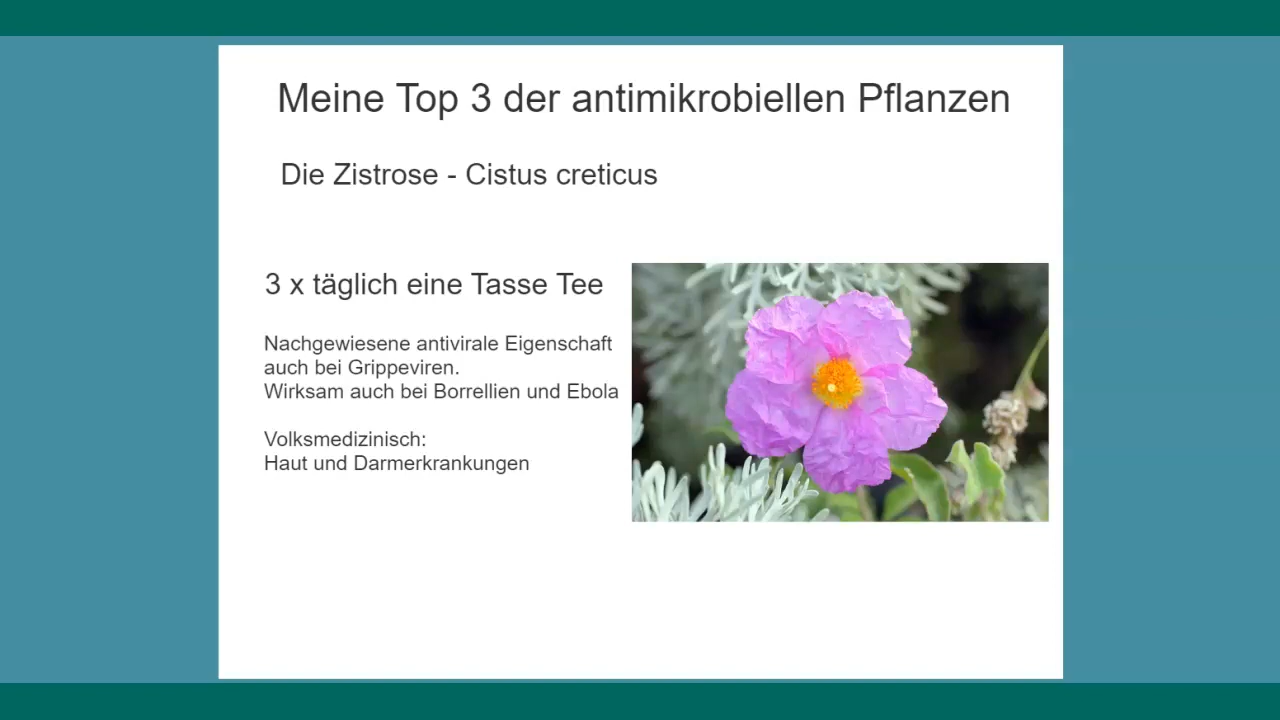 Meine Top 3 der antimikrobiellen Pflanzen
Die Zistrose - Cistus creticus
3 x täglich eine Tasse Tee
Nachgewiesene antivirale Eigenschaft
auch bei Grippeviren.
Wirksam auch bei Borrellien und Ebola
Volksmedizinisch:
Haut und Darmerkrankungen